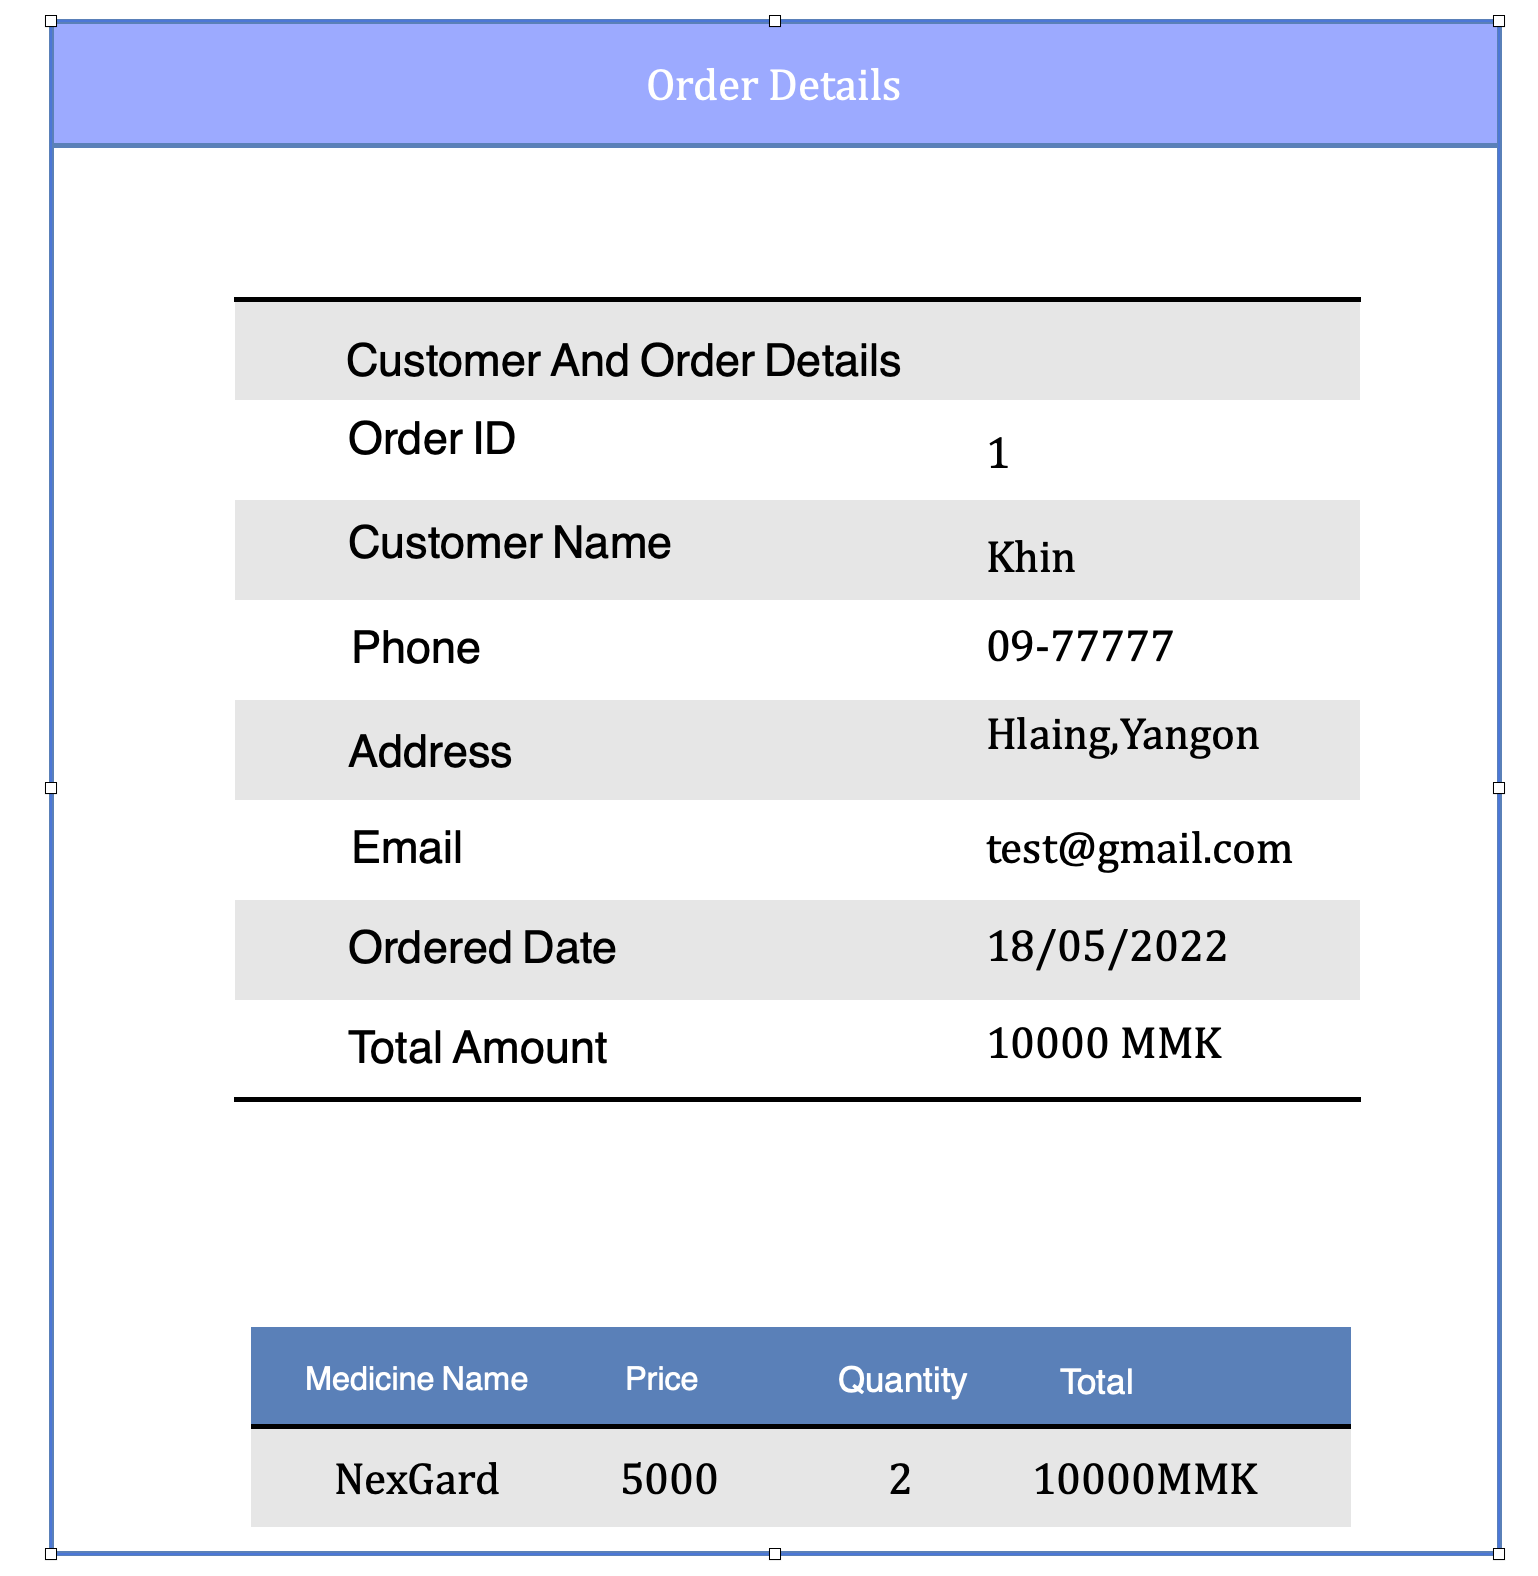 Order Details
Customer And Order Details
Order ID 1
Customer Name Khin
Phone 09-77777
Address Hlaing,Yangon
Email test@gmail.com
Ordered Date 18/05/2022
Total Amount 10000 MMK
Medicine Name Price Quantity Total
NexGard 5000 2 10000MMK